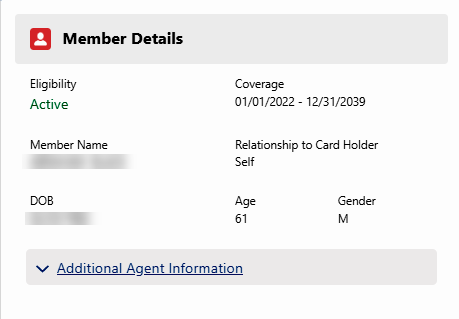 Member Details
Eligibility
Coverage
Active
01/01/2022 - 12/31/2039
Member Name
Relationship to Card Holder
Self
DOB
Age
Gender
61
M
Additional Agent Information